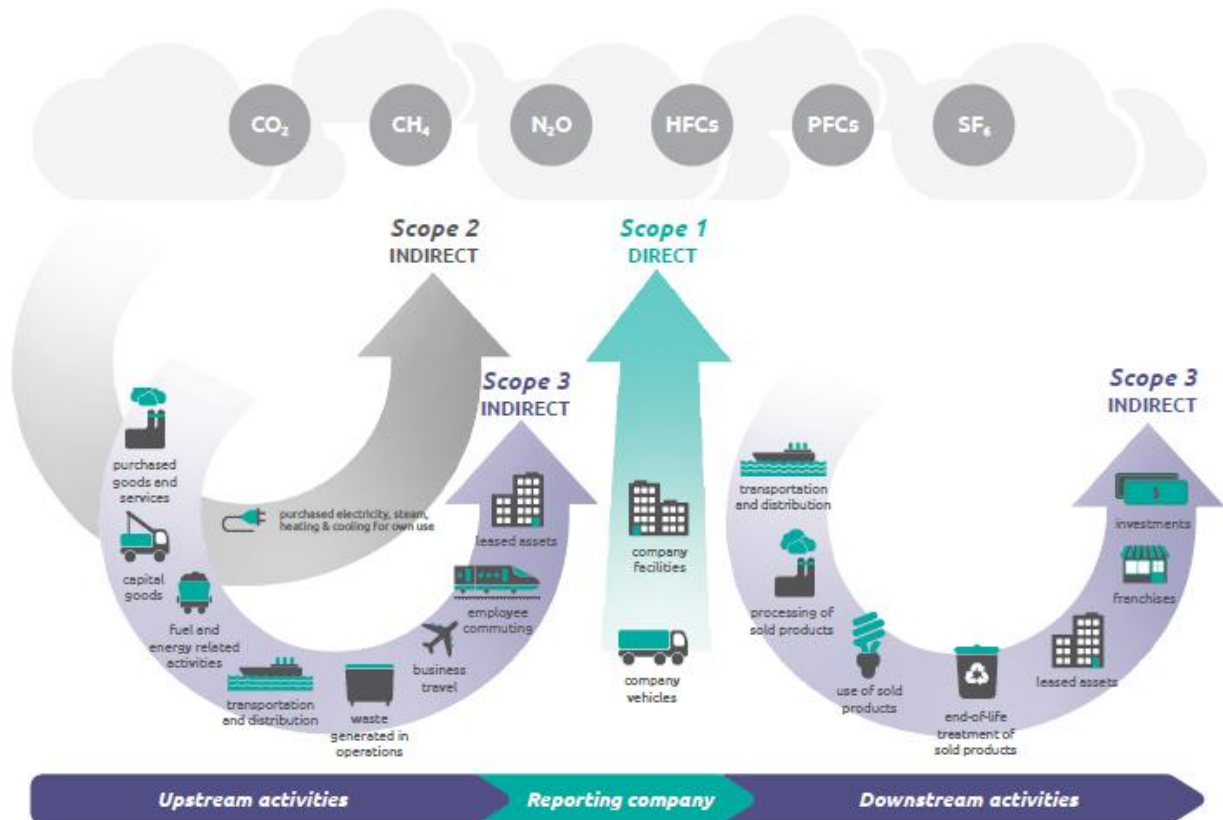 CO₂
CH₄
N₂O
HFCs
PFCs
SF₆
Scope 2
INDIRECT
Scope 1
DIRECT
Scope 3
INDIRECT
Scope 3
INDIRECT
purchased
goods and
services
capital
goods
fuel and
energy related
activities
transportation
and distribution
waste
generated in
operations
business
travel
employee
commuting
leased assets
purchased electricity, steam,
heating & cooling for own use
company
facilities
company
vehicles
transportation
and distribution
processing of
sold products
use of sold
products
end-of-life
treatment of
sold products
leased assets
franchises
$
investments
Upstream activities
Reporting company
Downstream activities